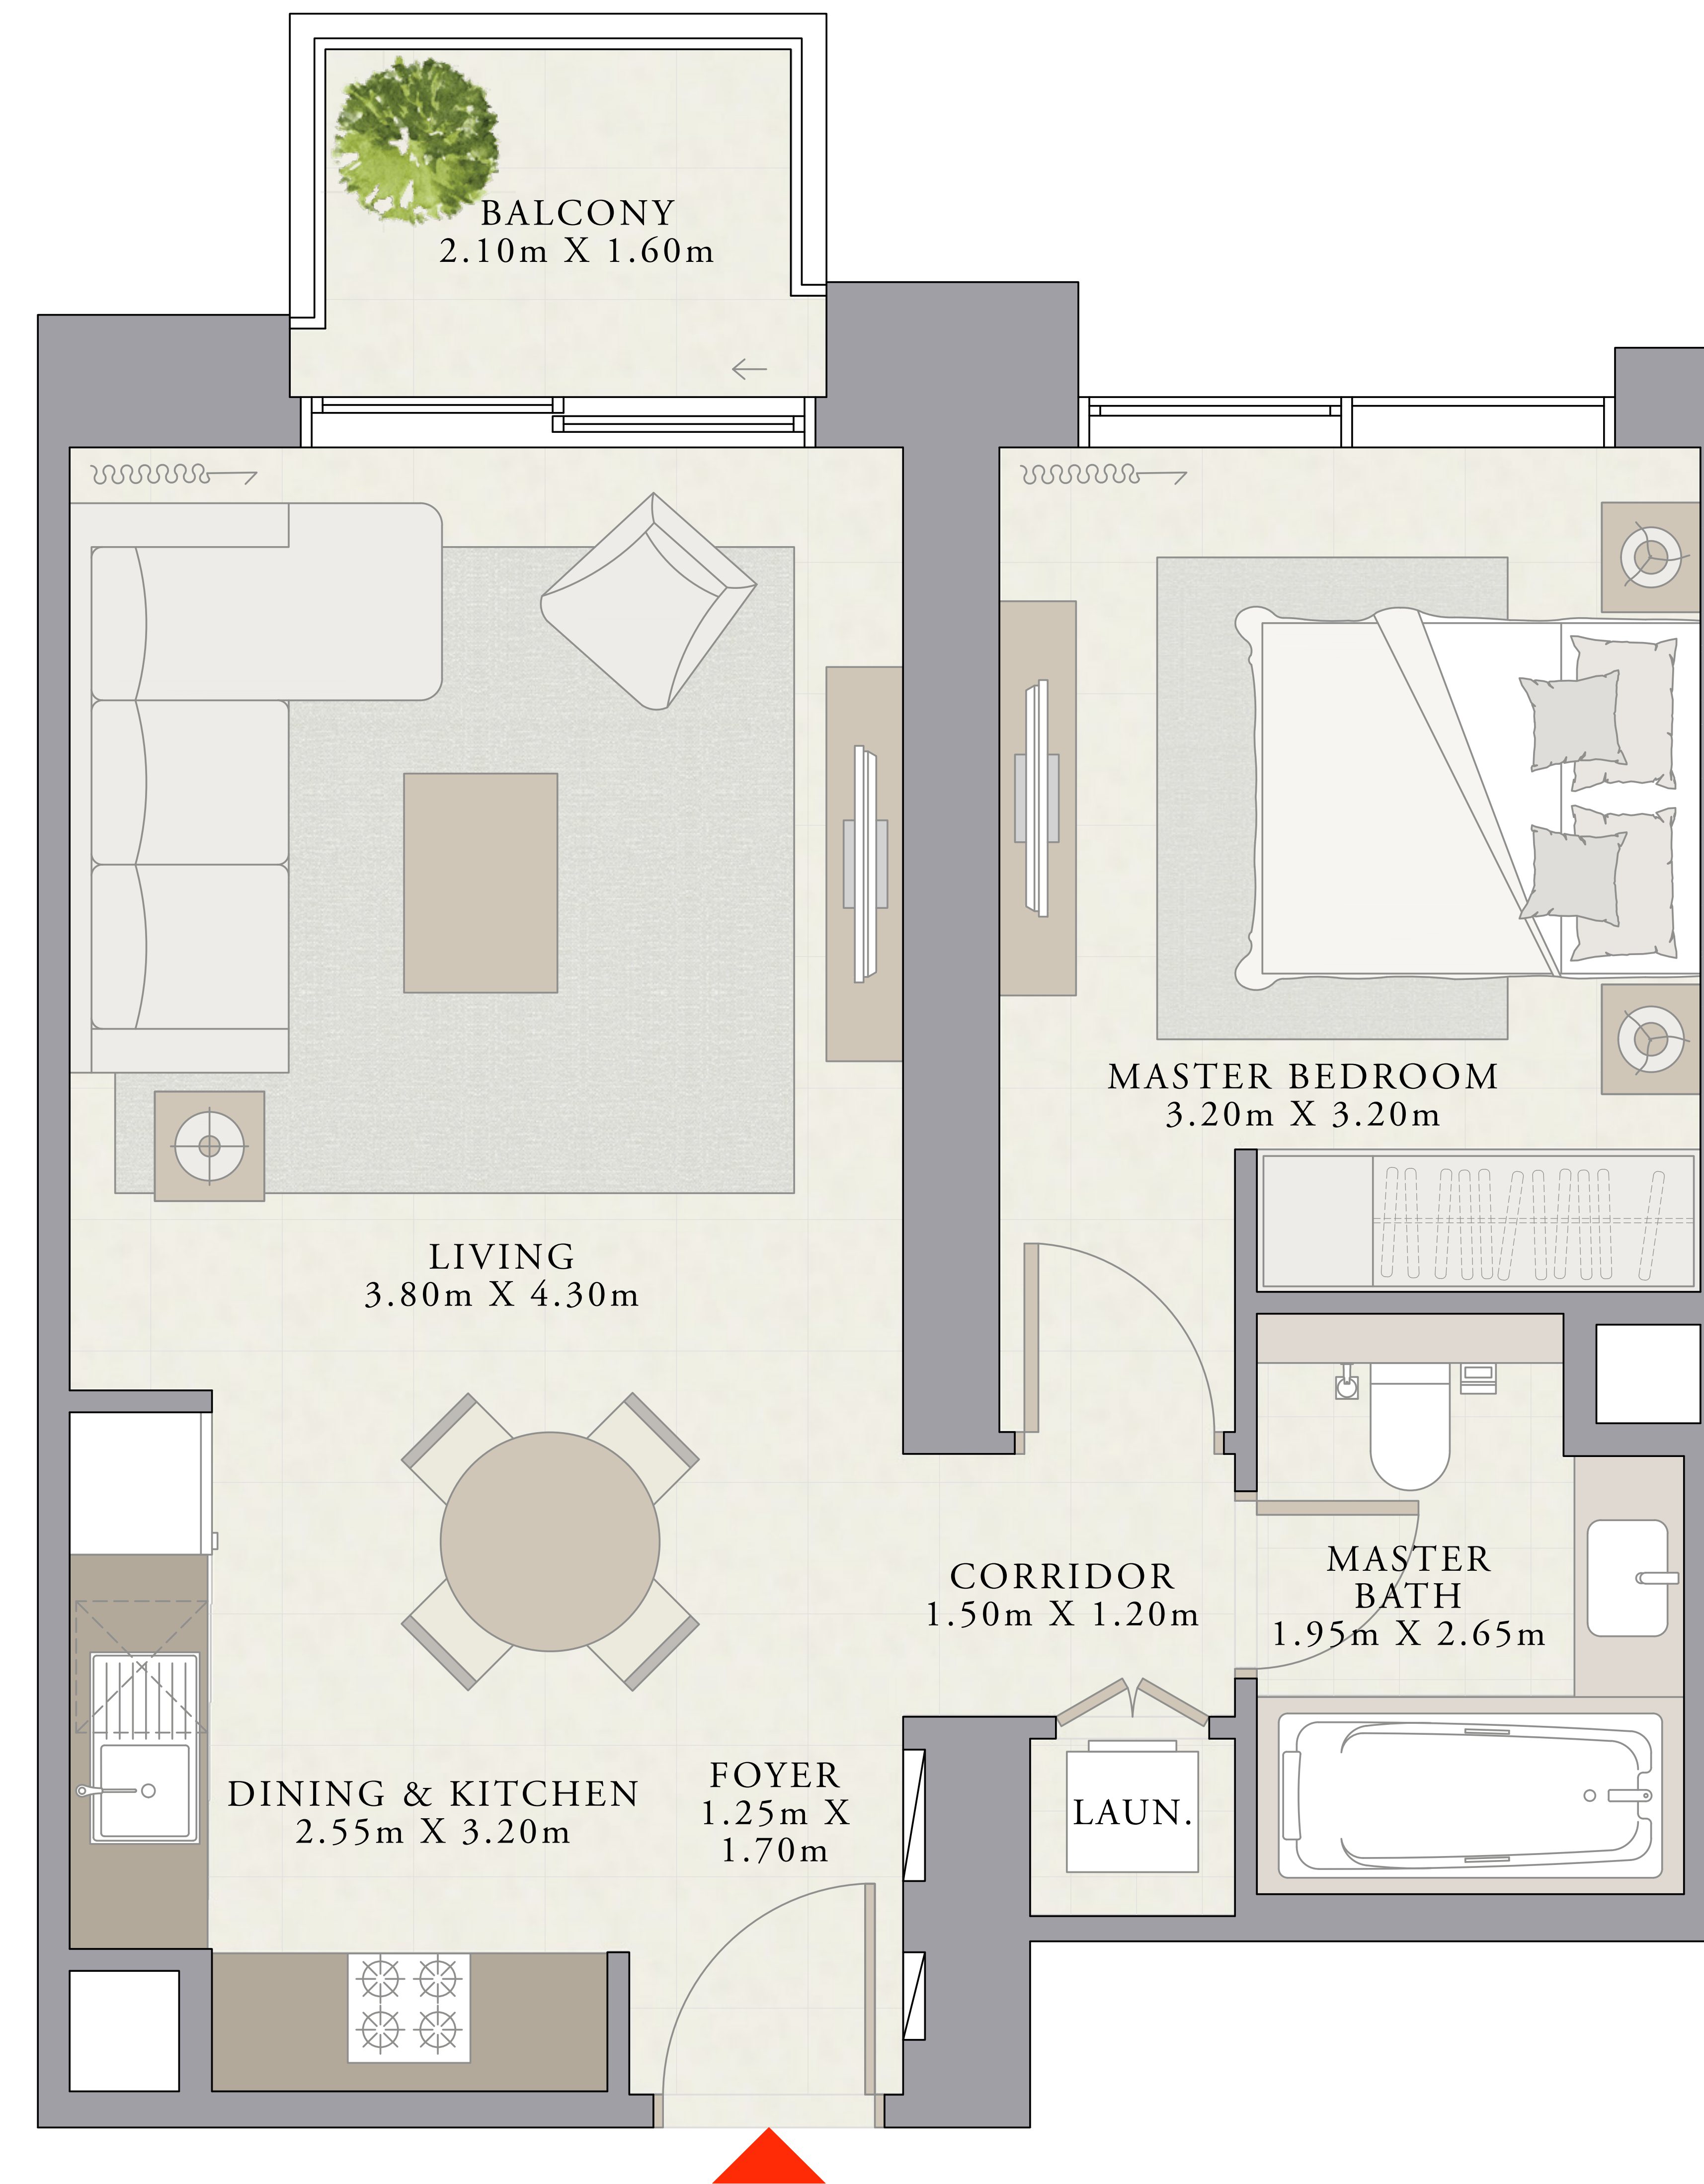 BALCONY
2.10m X 1.60m
MASTER BEDROOM
3.20m X 3.20m
LIVING
3.80m X 4.30m
CORRIDOR
1.50m X 1.20m
MASTER
BATH
1.95m X 2.65m
DINING & KITCHEN
2.55m X 3.20m
FOYER
1.25m X
1.70m
LAUN.